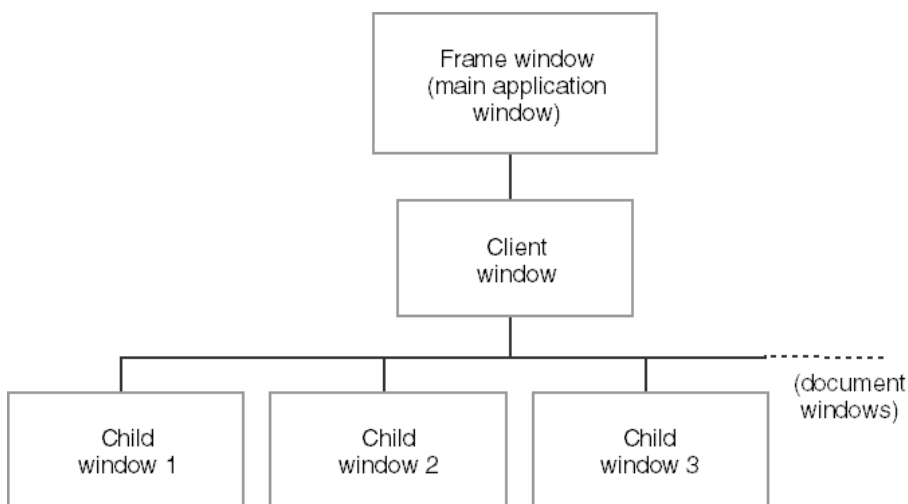 Frame window
(main application
window)
Client
window
(document
windows)
Child
window 1
Child
window 2
Child
window 3